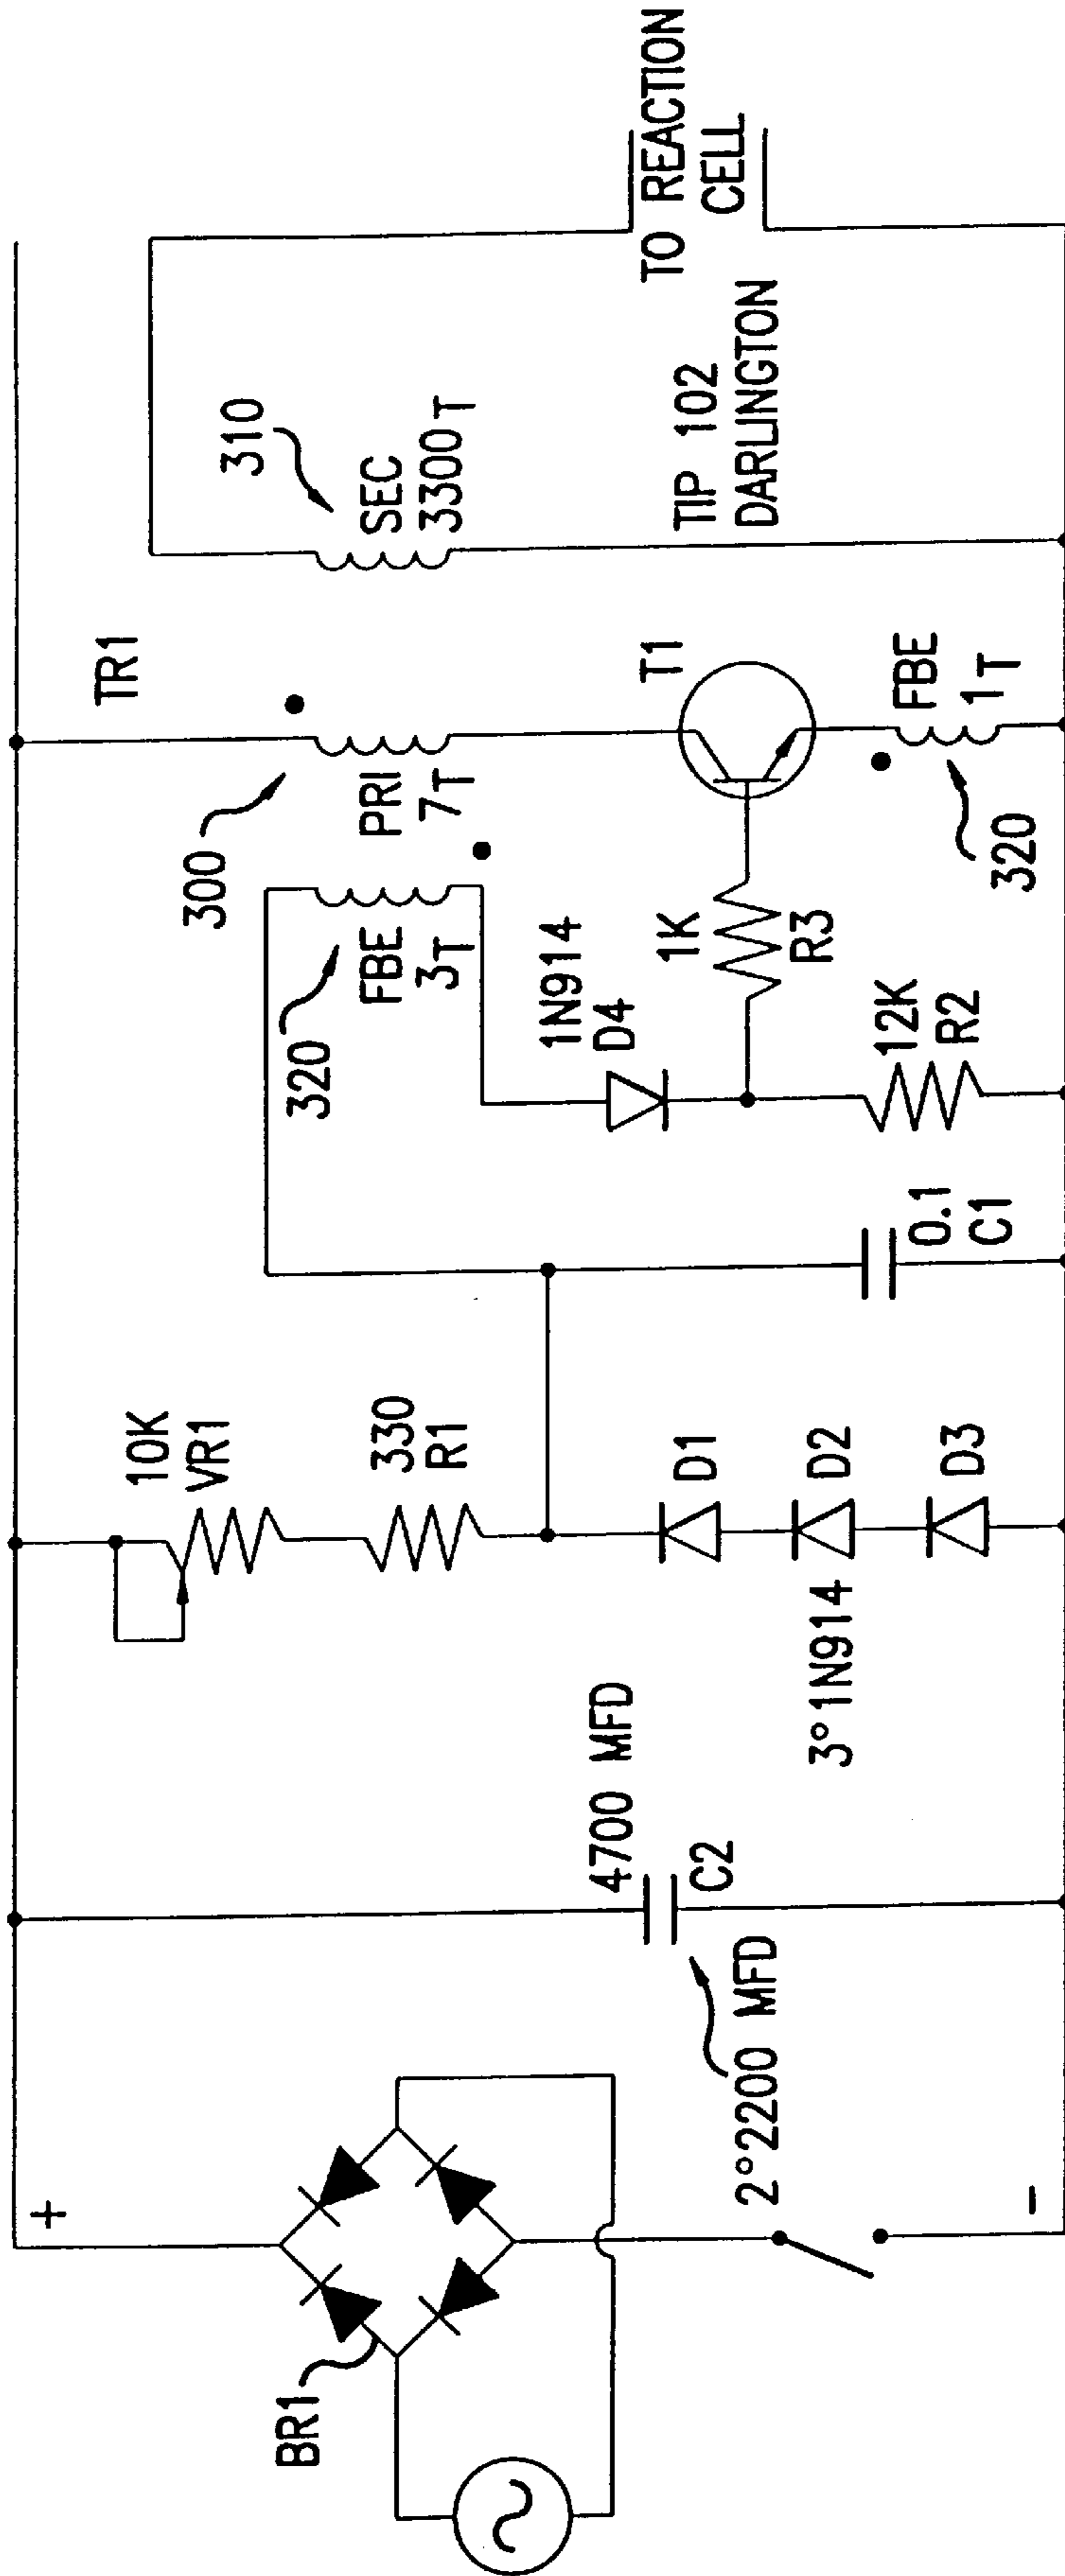 BR1
+
-
4700 MFD
C2
2°2200 MFD
10K
VR1
330
R1
D1
D2
D3
3°1N914
0.1
C1
320
FBE
3T
1N914
D4
12K
R2
1K
R3
300
PRI
7T
TR1
T1
FBE
1T
320
310
SEC
3300T
TIP 102
DARLINGTON
TO REACTION
CELL